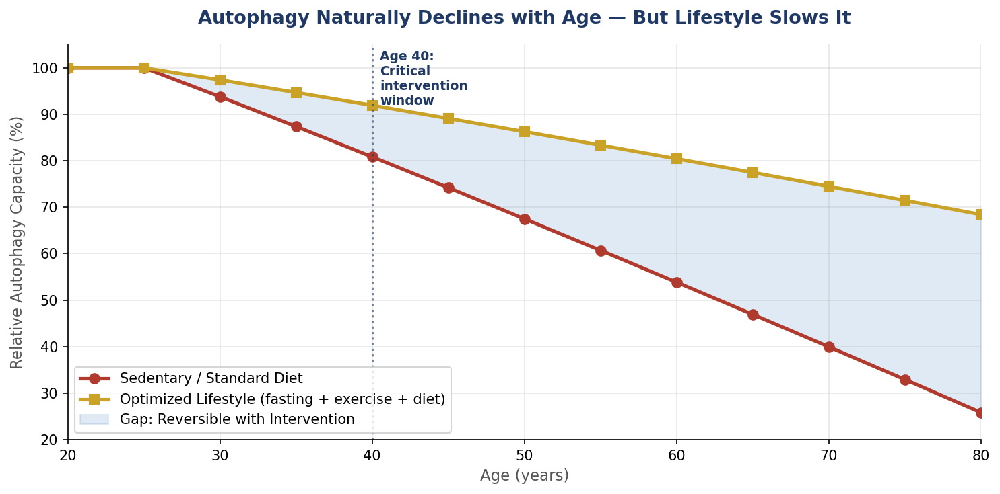 Autophagy Naturally Declines with Age — But Lifestyle Slows It
Age 40:
Critical
intervention
window
Relative Autophagy Capacity (%)
100
90
80
70
60
50
40
30
20
Sedentary / Standard Diet
Optimized Lifestyle (fasting + exercise + diet)
Gap: Reversible with Intervention
20 30 40 50 60 70 80
Age (years)